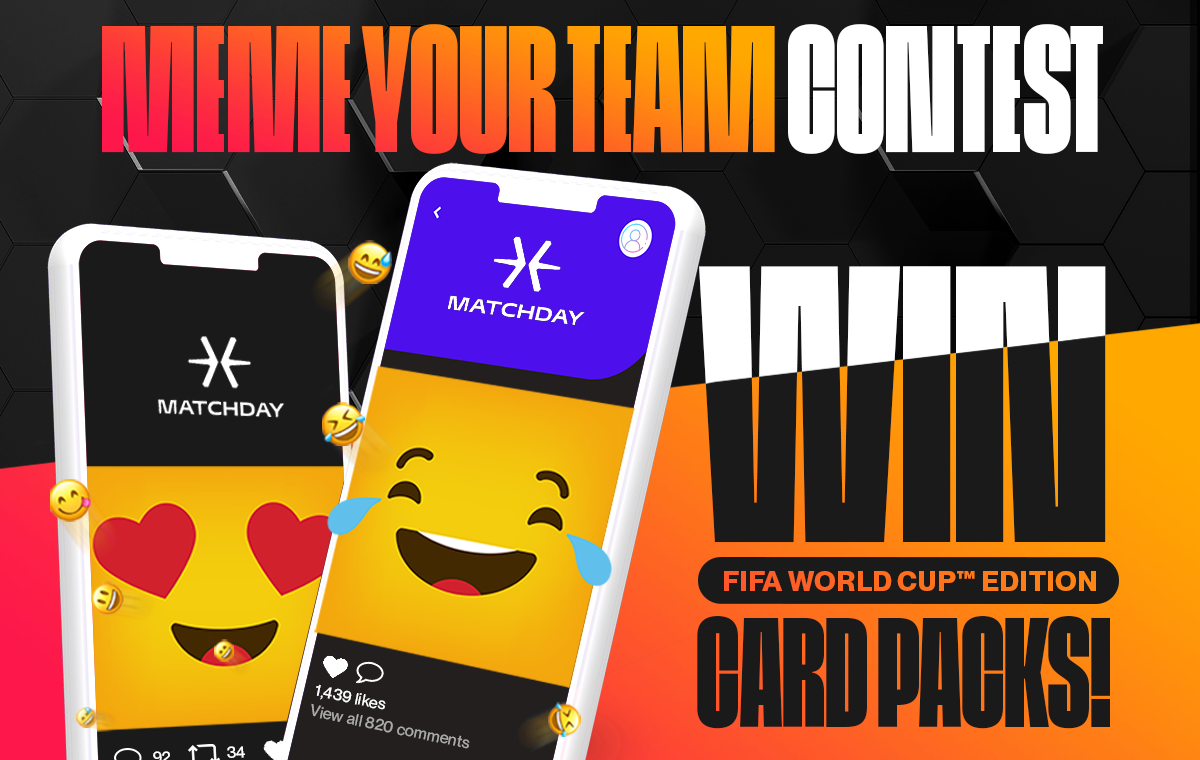 MEME YOUR TEAM CONTEST
MATCHDAY
MATCHDAY
WIN
FIFA WORLD CUP™ EDITION
CARD PACKS!
1,439 likes
View all 820 comments
92 34